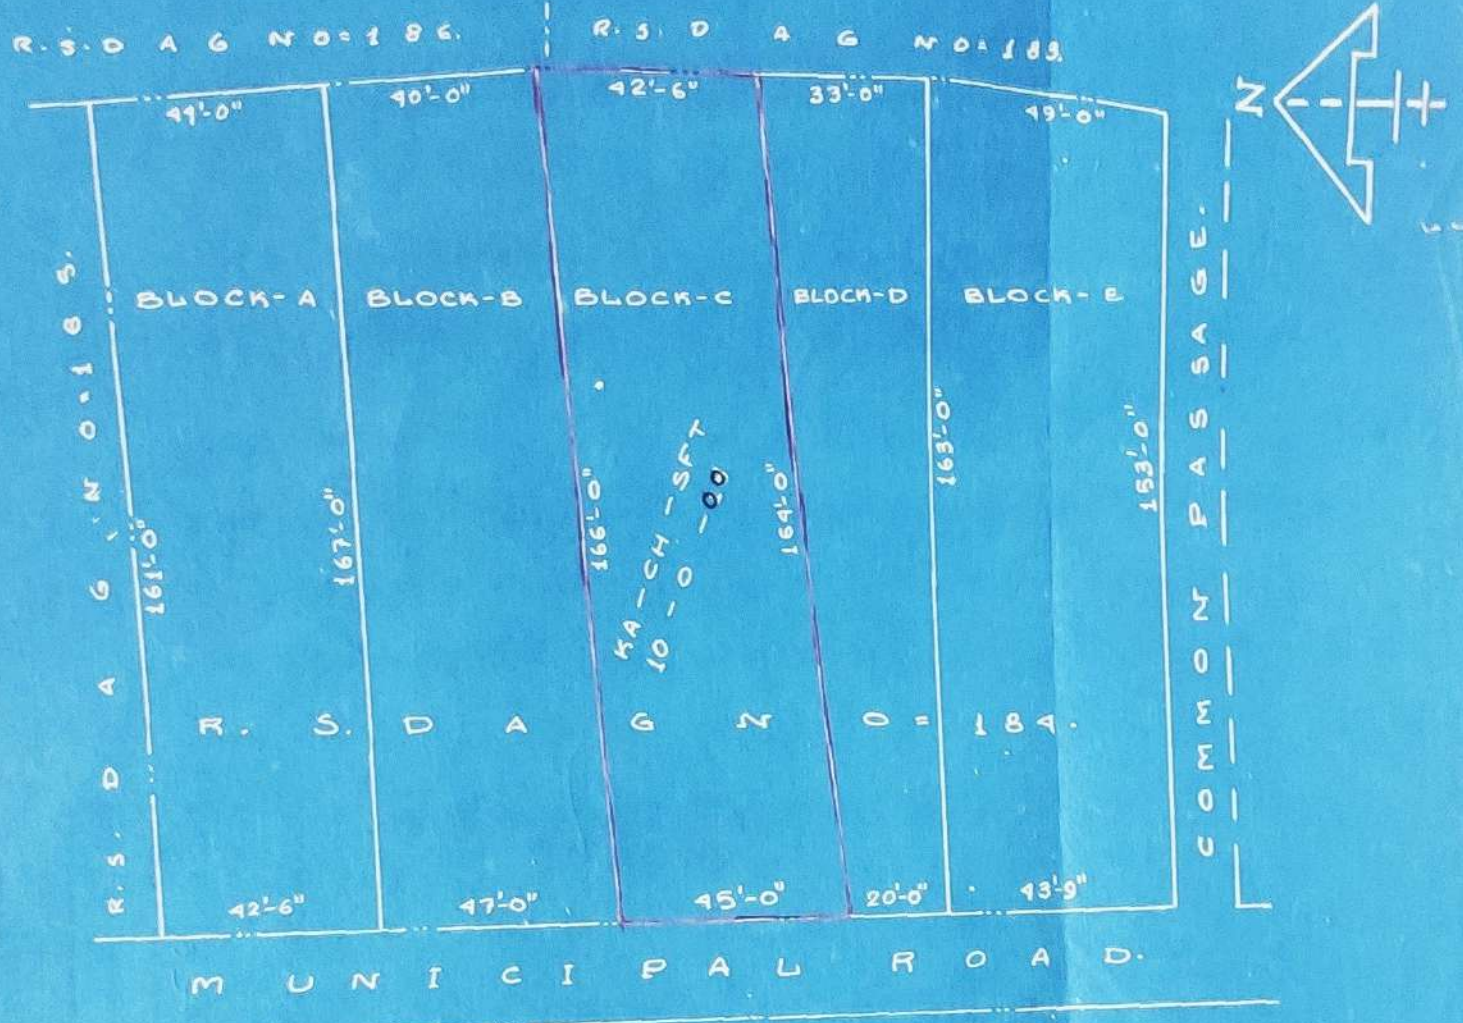 R.S.DAG NO=186.
R.S.DAG NO=183.
N
44'-0"
40'-0"
42'-6"
33'-0"
49'-0"
BLOCK-A
BLOCK-B
BLOCK-C
BLOCK-D
BLOCK-E
R.S.DAG NO=185.
161'-0"
167'-0"
166'-0"
KA-CH-SFT
10-0-00
164'-0"
163'-0"
153'-0"
COMMON PASSAGE.
R.S.DAG NO=184.
42'-6"
47'-0"
45'-0"
20'-0"
43'-9"
MUNICIPAL ROAD.